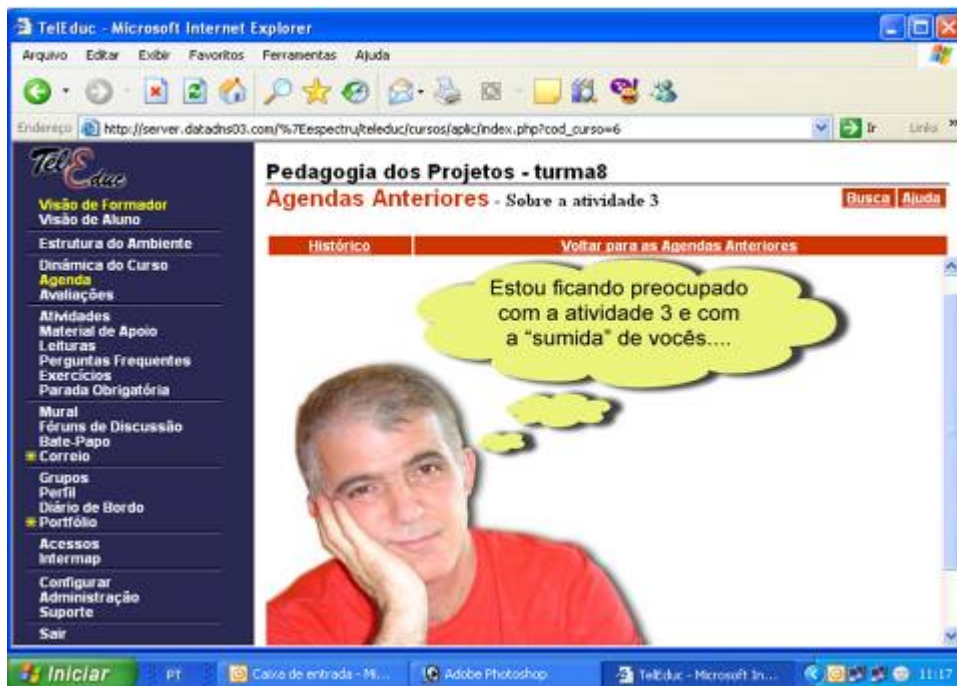 TelEduc - Microsoft Internet Explorer
Arquivo Editar Exibir Favoritos Ferramentas Ajuda
Endereço http://server.datadns03.com/%7Eespectru/teleduc/cursos/aplic/index.php?cod_curso=6 Ir Links
TelEduc
Visão de Formador
Visão de Aluno
Estrutura do Ambiente
Dinâmica do Curso
Agenda
Avaliações
Atividades
Material de Apoio
Leituras
Perguntas Frequentes
Exercícios
Parada Obrigatória
Mural
Fóruns de Discussão
Bate-Papo
Correio
Grupos
Perfil
Diário de Bordo
Portfólio
Acessos
Intermap
Configurar
Administração
Suporte
Sair
Pedagogia dos Projetos - turma8
Agendas Anteriores - Sobre a atividade 3
Busca Ajuda
Histórico Voltar para as Agendas Anteriores
Estou ficando preocupado
com a atividade 3 e com
a “sumida” de vocês....
Iniciar PT Caixa de entrada - Mi... Adobe Photoshop TelEduc - Microsoft In... 11:17